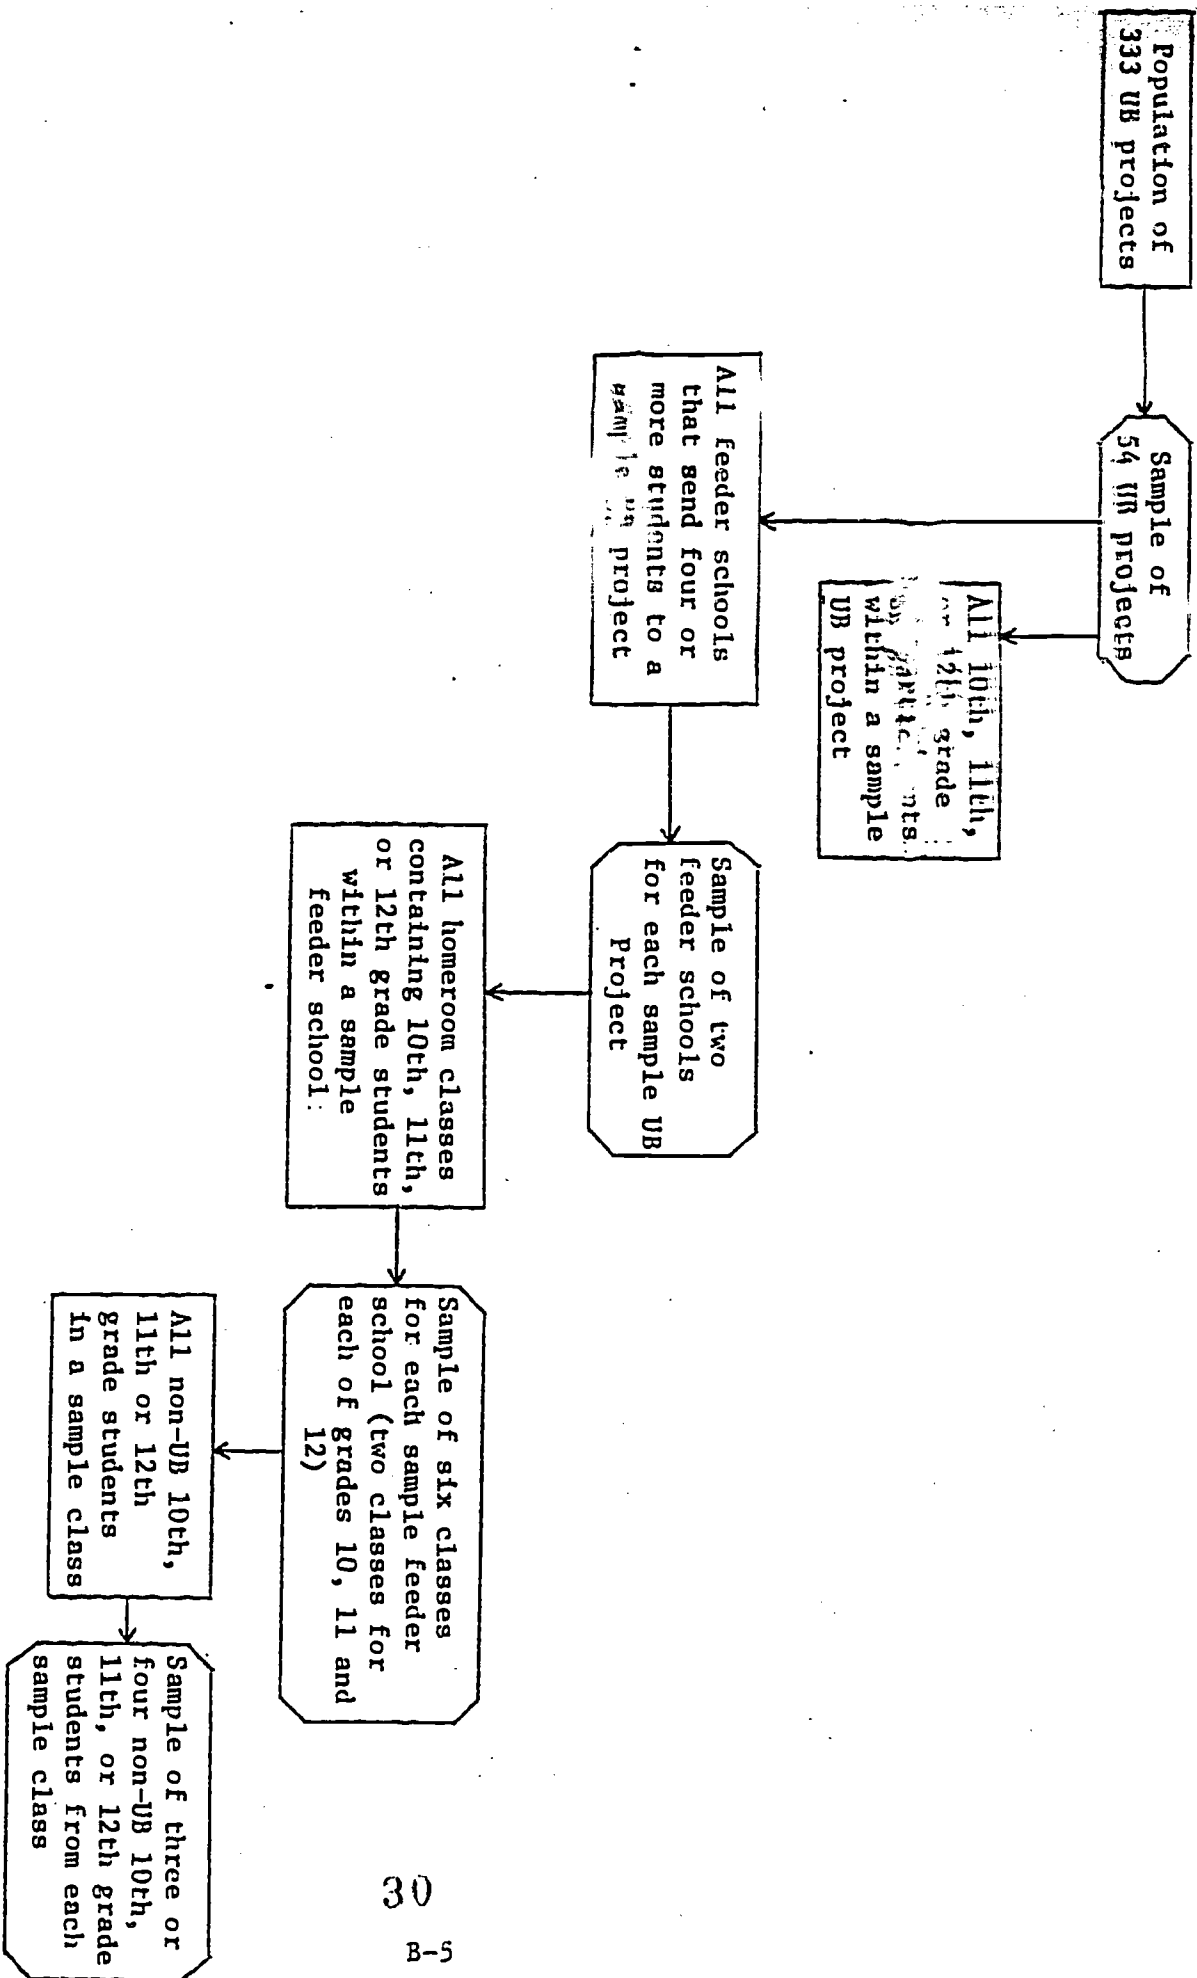 Population of
333 UB projects
Sample of
54 UB projects
All 10th, 11th,
or 12th grade
within a sample
UB project
All feeder schools
that send four or
more students to a
sample UB project
Sample of two
feeder schools
for each sample UB
Project
All homeroom classes
containing 10th, 11th,
or 12th grade students
within a sample
feeder school.
Sample of six classes
for each sample feeder
school (two classes for
each of grades 10, 11 and
12)
All non-UB 10th,
11th or 12th
grade students
in a sample class
Sample of three or
four non-UB 10th,
11th, or 12th grade
students from each
sample class
30
B-5